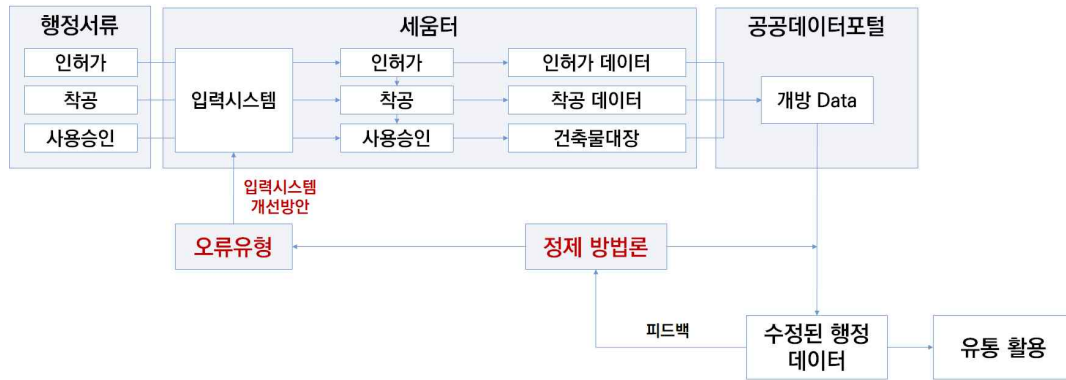 행정서류
세움터
공공데이터포털
인허가
착공
사용승인
입력시스템
인허가
착공
사용승인
인허가 데이터
착공 데이터
건축물대장
개방 Data
입력시스템
개선방안
오류유형
정제 방법론
피드백
수정된 행정
데이터
유통 활용